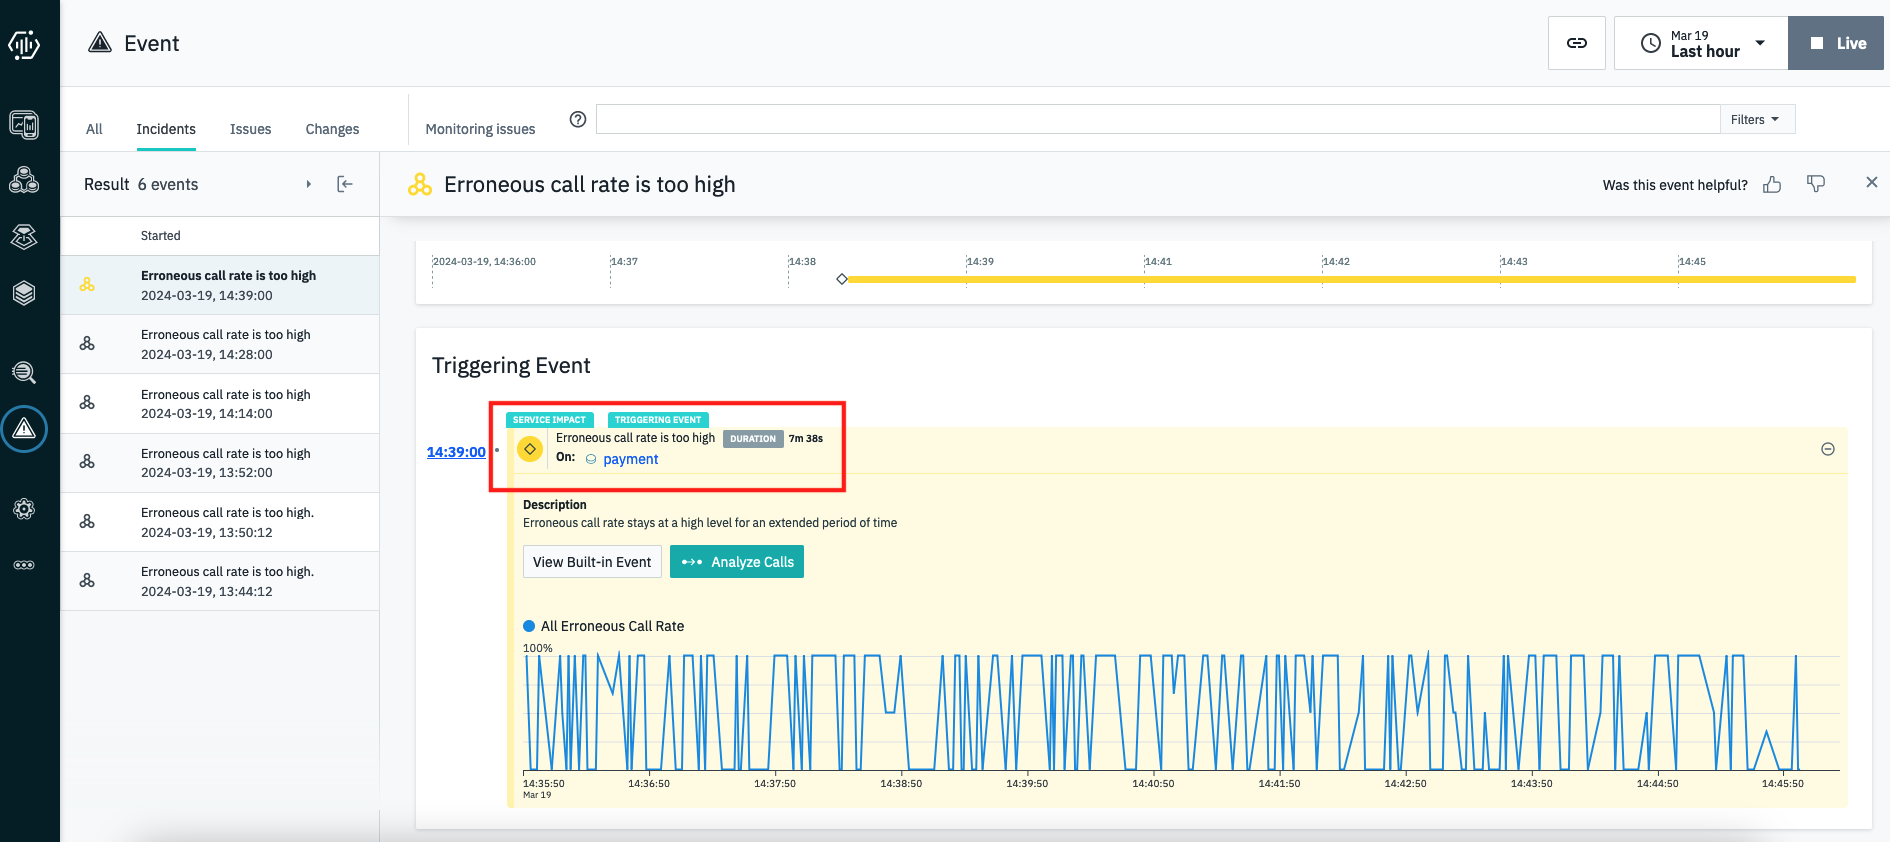 Event
Mar 19
Last hour
Live
All
Incidents
Issues
Changes
Monitoring issues
Filters
Result 6 events
Started
Erroneous call rate is too high
2024-03-19, 14:39:00
Erroneous call rate is too high
2024-03-19, 14:28:00
Erroneous call rate is too high
2024-03-19, 14:14:00
Erroneous call rate is too high
2024-03-19, 13:52:00
Erroneous call rate is too high.
2024-03-19, 13:50:12
Erroneous call rate is too high.
2024-03-19, 13:44:12
Erroneous call rate is too high
Was this event helpful?
2024-03-19, 14:36:00 14:37 14:38 14:39 14:41 14:42 14:43 14:45
Triggering Event
SERVICE IMPACT TRIGGERING EVENT
14:39:00
Erroneous call rate is too high DURATION 7m 38s
On: payment
Description
Erroneous call rate stays at a high level for an extended period of time
View Built-in Event
Analyze Calls
All Erroneous Call Rate
100%
14:35:50 14:36:50 14:37:50 14:38:50 14:39:50 14:40:50 14:41:50 14:42:50 14:43:50 14:44:50 14:45:50
Mar 19